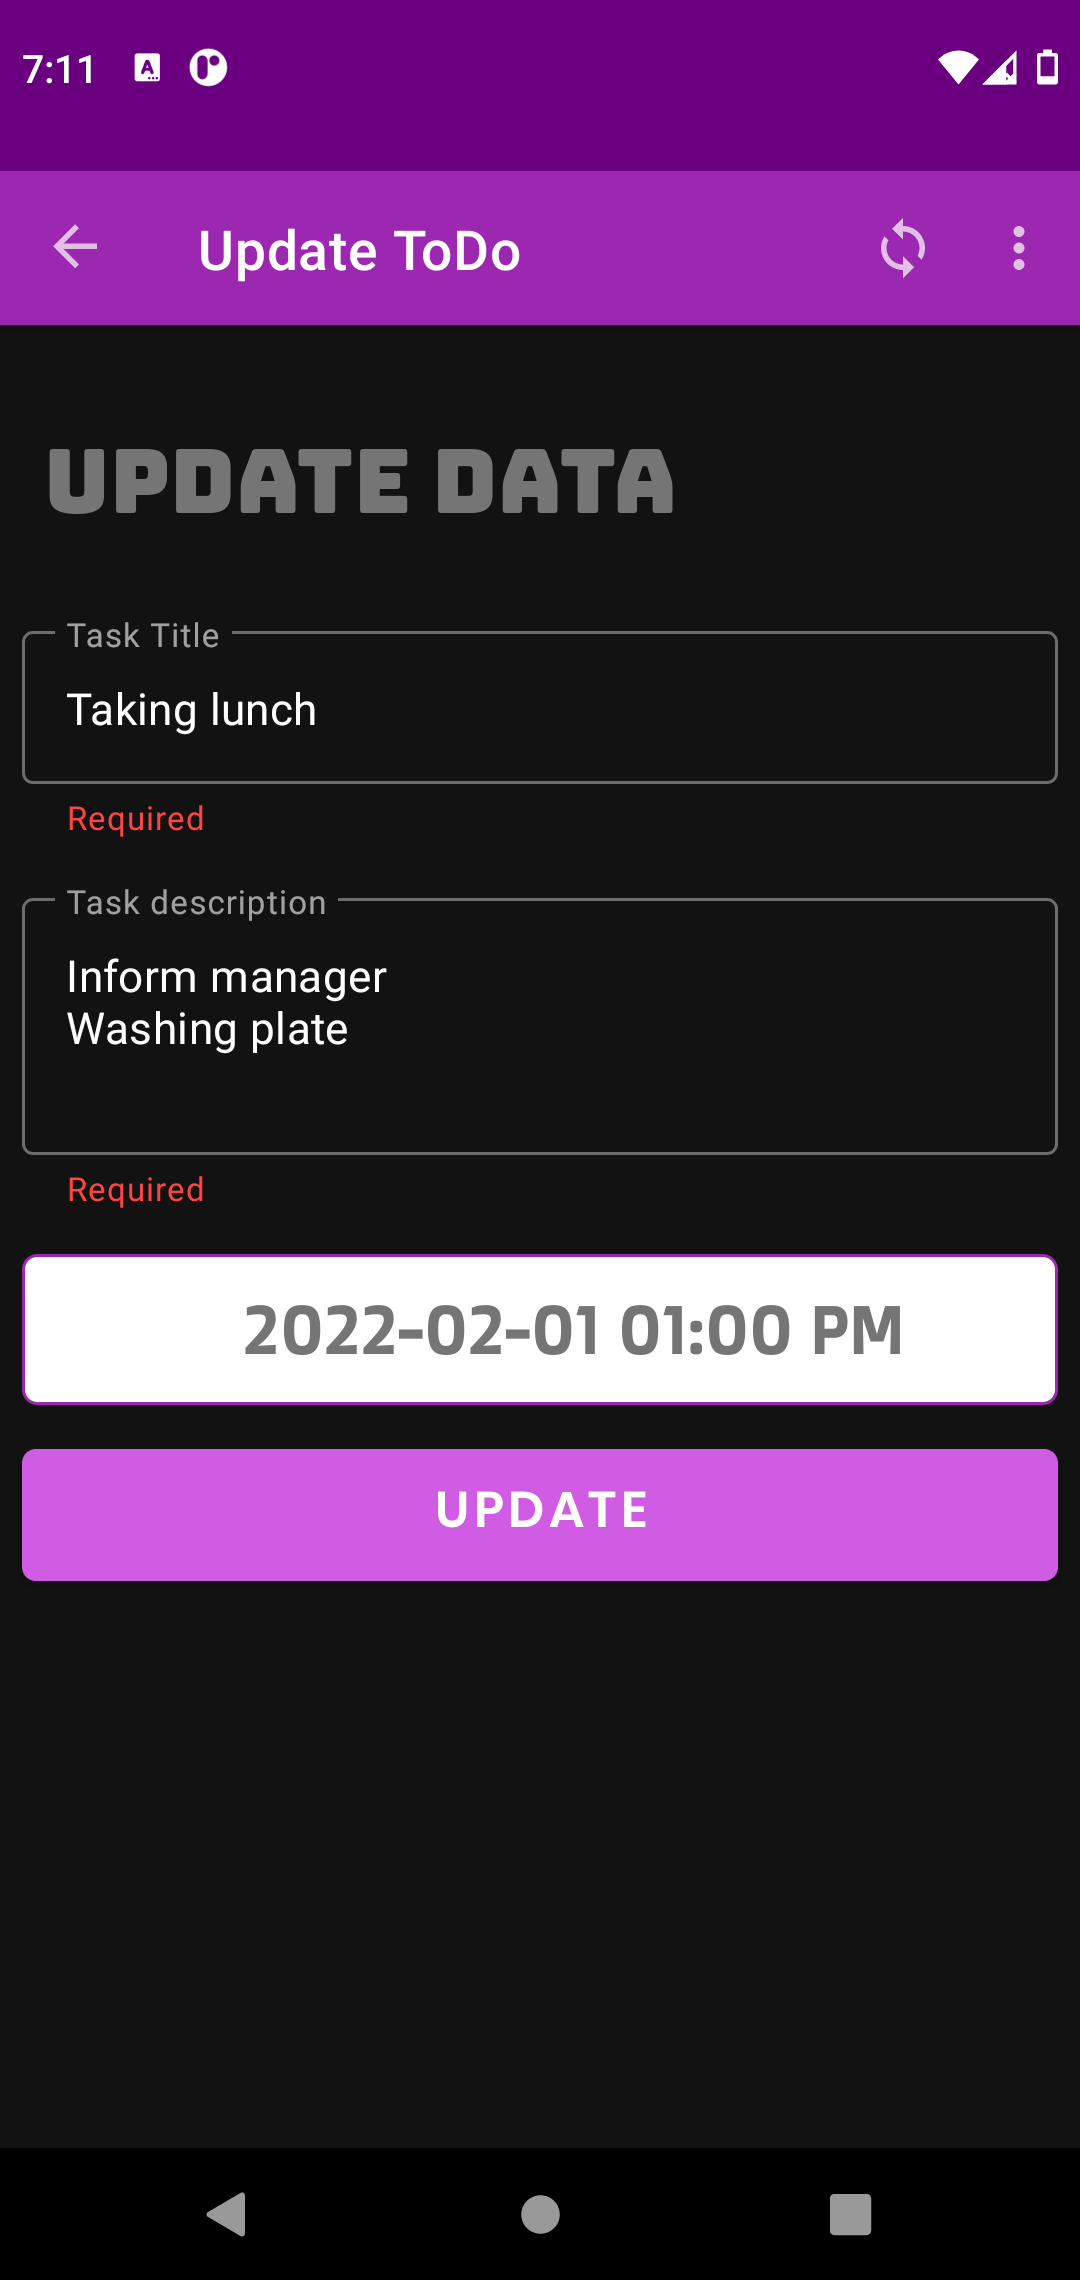 7:11
Update ToDo
UPDATE DATA
Task Title
Taking lunch
Required
Task description
Inform manager
Washing plate
Required
2022-02-01 01:00 PM
UPDATE